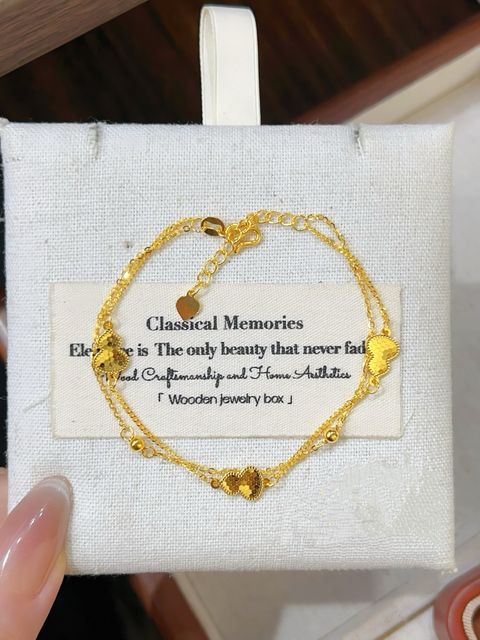 Classical Memories
is The only beauty that never
Craftsmanship and Home Aesthetics
「 Wooden jewelry box 」